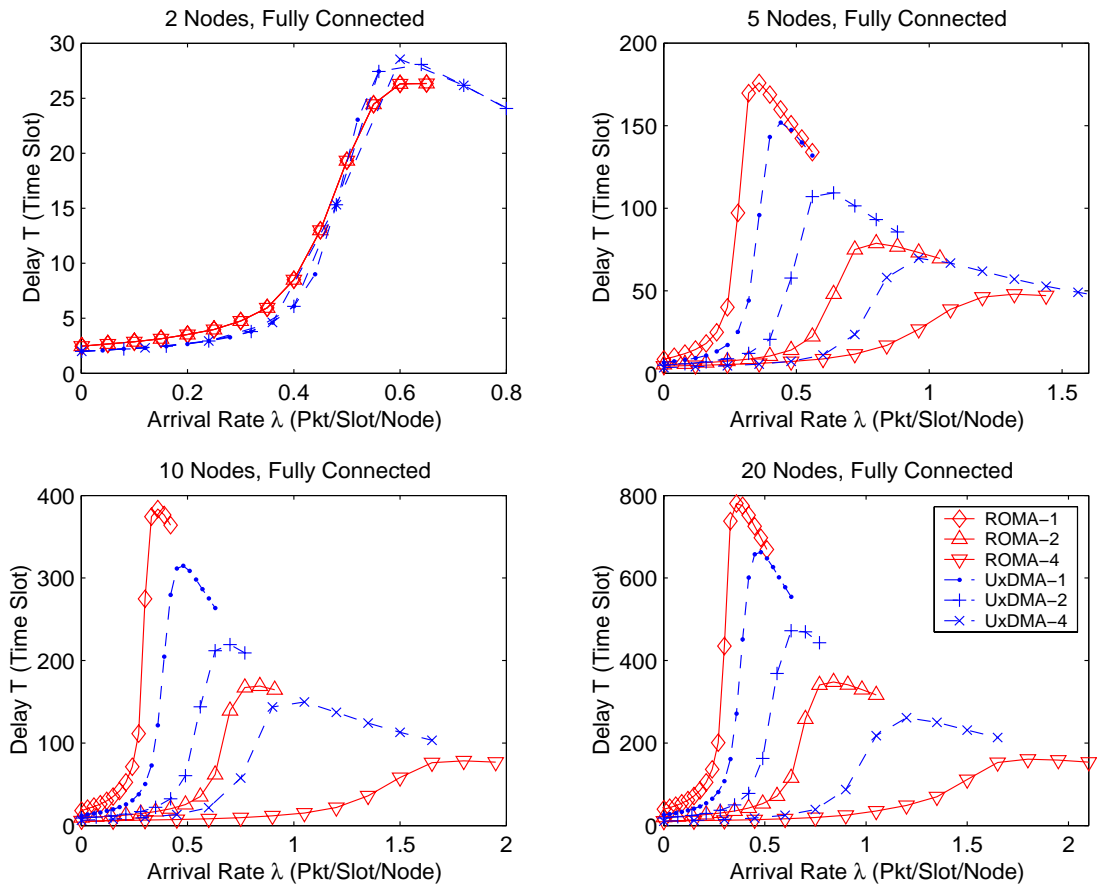 2 Nodes, Fully Connected
30
25
20
15
10
5
0
0 0.2 0.4 0.6 0.8
Delay T (Time Slot)
Arrival Rate λ (Pkt/Slot/Node)
5 Nodes, Fully Connected
200
150
100
50
0
0 0.5 1 1.5
Delay T (Time Slot)
Arrival Rate λ (Pkt/Slot/Node)
10 Nodes, Fully Connected
400
300
200
100
0
0 0.5 1 1.5 2
Delay T (Time Slot)
Arrival Rate λ (Pkt/Slot/Node)
20 Nodes, Fully Connected
800
600
400
200
0
0 0.5 1 1.5 2
Delay T (Time Slot)
Arrival Rate λ (Pkt/Slot/Node)
ROMA−1
ROMA−2
ROMA−4
UxDMA−1
UxDMA−2
UxDMA−4